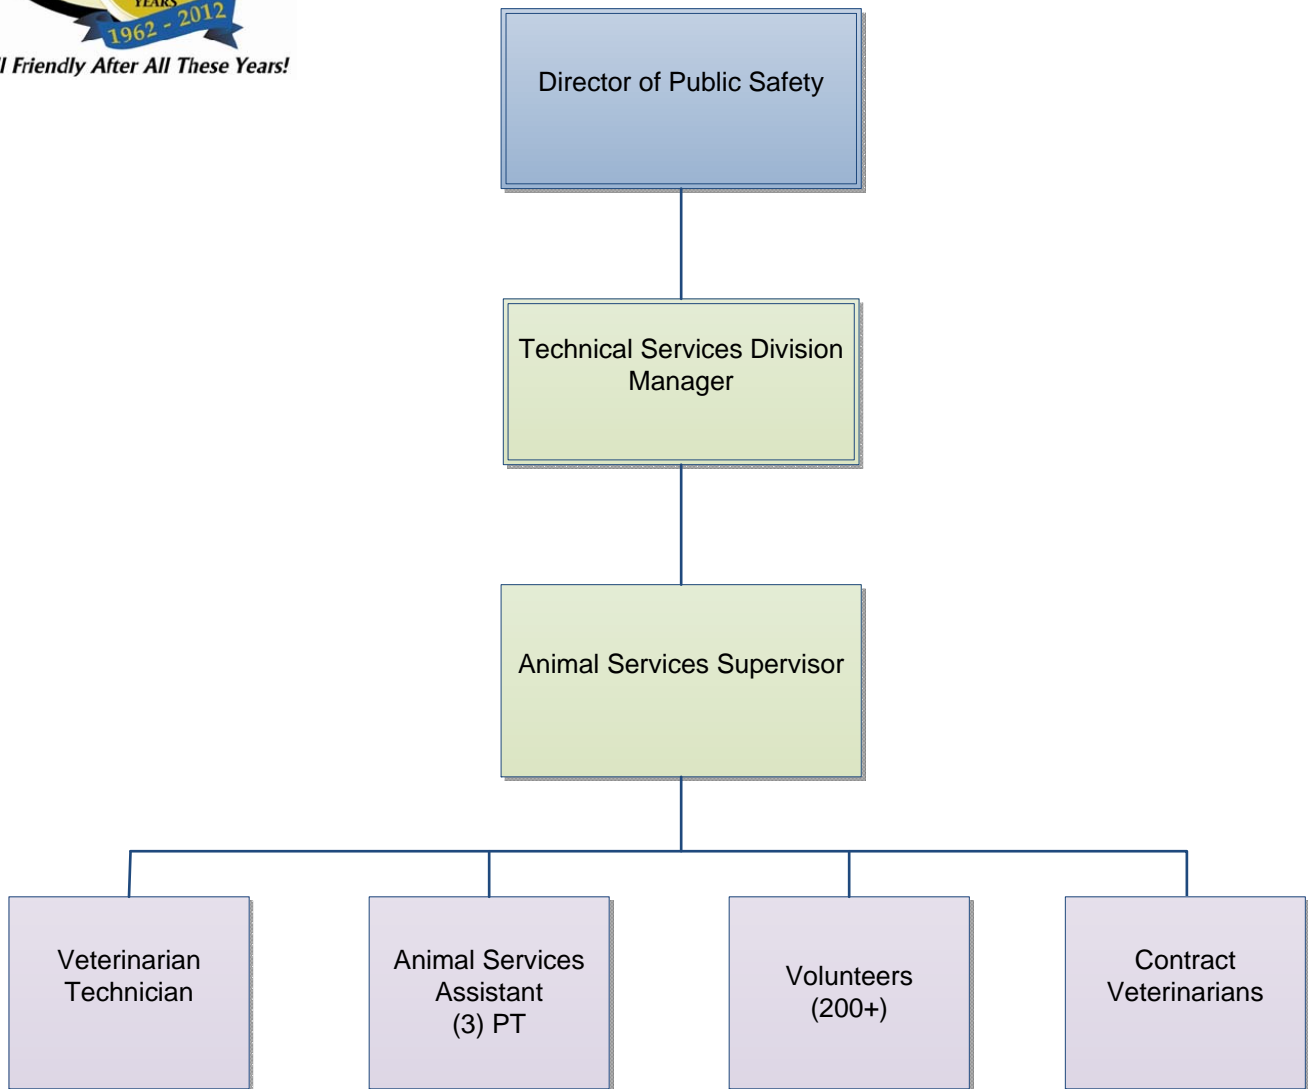 YEARS
1962 - 2012
Friendly After All These Years!
Director of Public Safety
Technical Services Division
Manager
Animal Services Supervisor
Veterinarian
Technician
Animal Services
Assistant
(3) PT
Volunteers
(200+)
Contract
Veterinarians